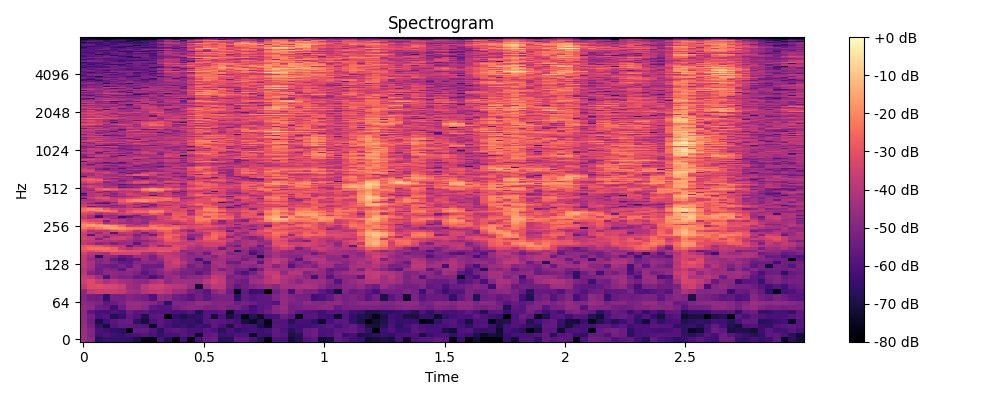 Spectrogram
Hz
4096
2048
1024
512
256
128
64
0
0
0.5
1
1.5
2
2.5
Time
+0 dB
-10 dB
-20 dB
-30 dB
-40 dB
-50 dB
-60 dB
-70 dB
-80 dB